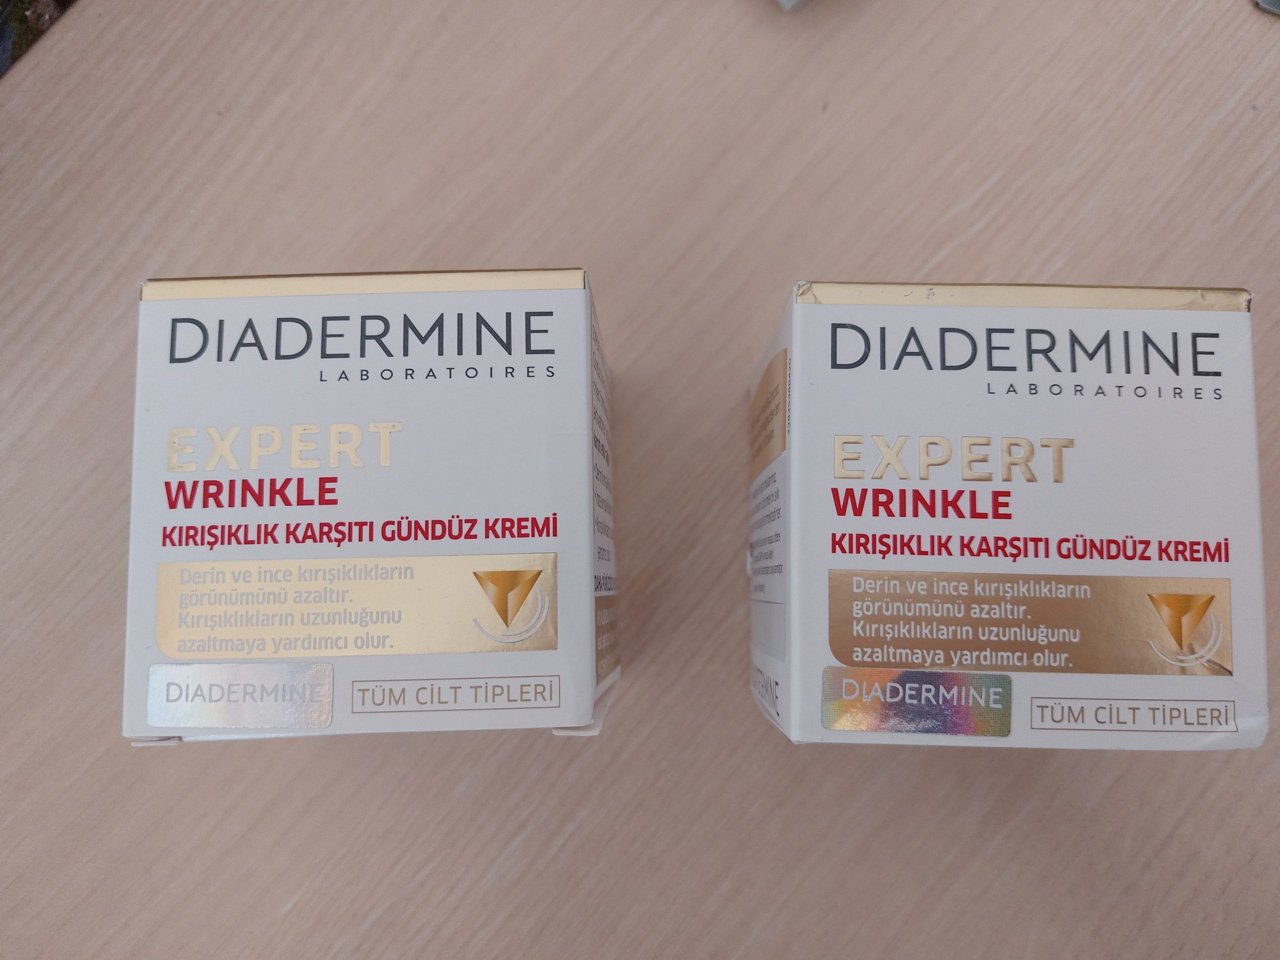 DIADERMINE
LABORATOIRES
EXPERT
WRINKLE
KIRIŞIKLIK KARŞITI GÜNDÜZ KREMİ
Derin ve ince kırışıklıkların
görünümünü azaltır.
Kırışıklıkların uzunluğunu
azaltmaya yardımcı olur.
DIADERMINE
TÜM CİLT TİPLERİ
DIADERMINE
LABORATOIRES
EXPERT
WRINKLE
KIRIŞIKLIK KARŞITI GÜNDÜZ KREMİ
Derin ve ince kırışıklıkların
görünümünü azaltır.
Kırışıklıkların uzunluğunu
azaltmaya yardımcı olur.
DIADERMINE
TÜM CİLT TİPLERİ